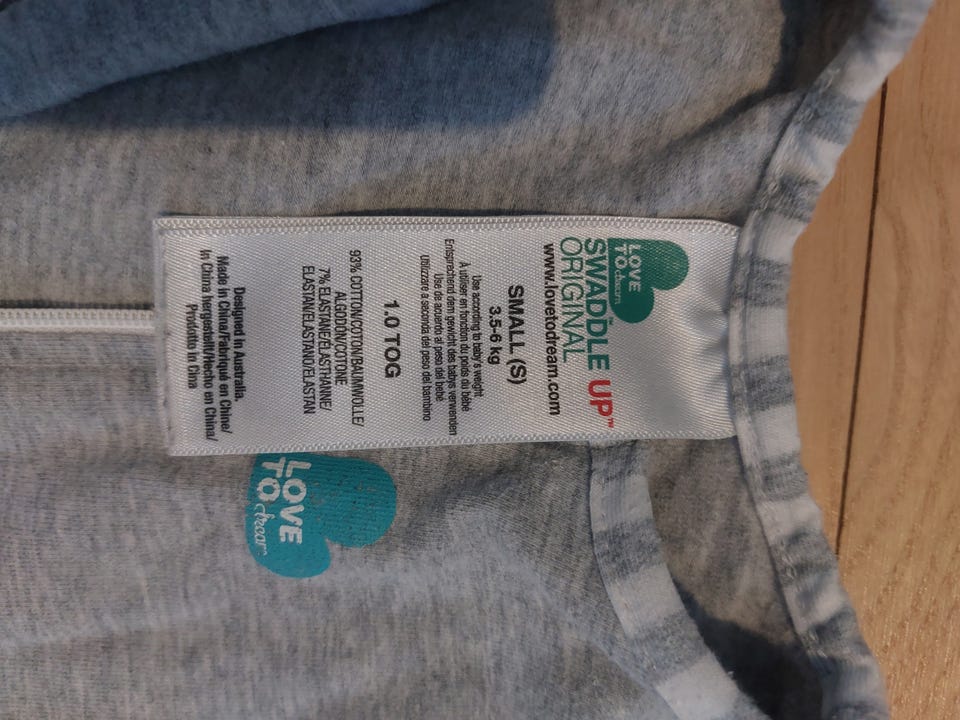 LOVE
TO dream
SWADDLE UP™
ORIGINAL
www.lovetodream.com
SMALL (S)
3.5-6 kg
Use according to baby's weight
À utiliser en fonction du poids du bébé
Ensprachend dem gewicht des babys verwenden
Use de acuerdo al peso del bebé
Utilizzare a seconda del peso del bambino
1.0 TOG
93% COTTON/COTON/BAUMWOLLE/
ALGODÓN/COTONE
7% ELASTANE/ÉLASTHANNE/
ELASTAN/ELASTANO/ELASTAN
Designed in Australia.
Made in China/Fabriqué en Chine/
In China hergestellt/Hecho en China/
Prodotto in Cina
LOVE
TO dream